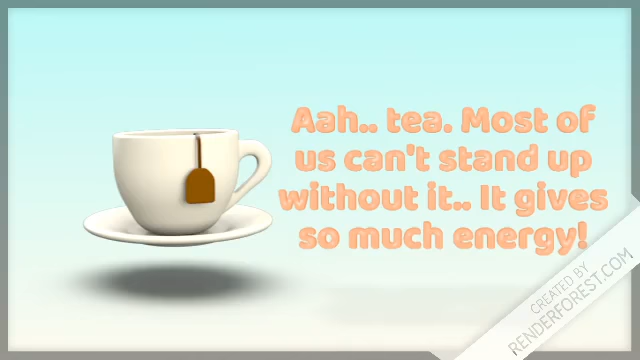 Aah.. tea. Most of
us can't stand up
without it.. It gives
so much energy!
CREATED BY
RENDERFOREST.COM